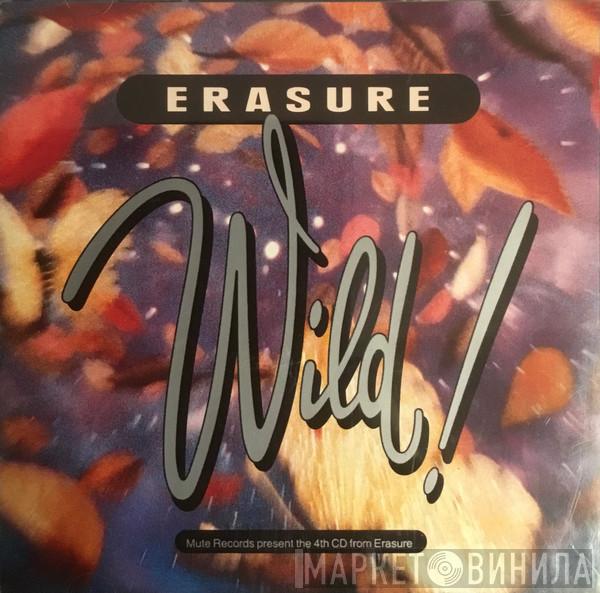 ERASURE
Wild!
Mute Records present the 4th CD from Erasure
МАРКЕТ ВИНИЛА